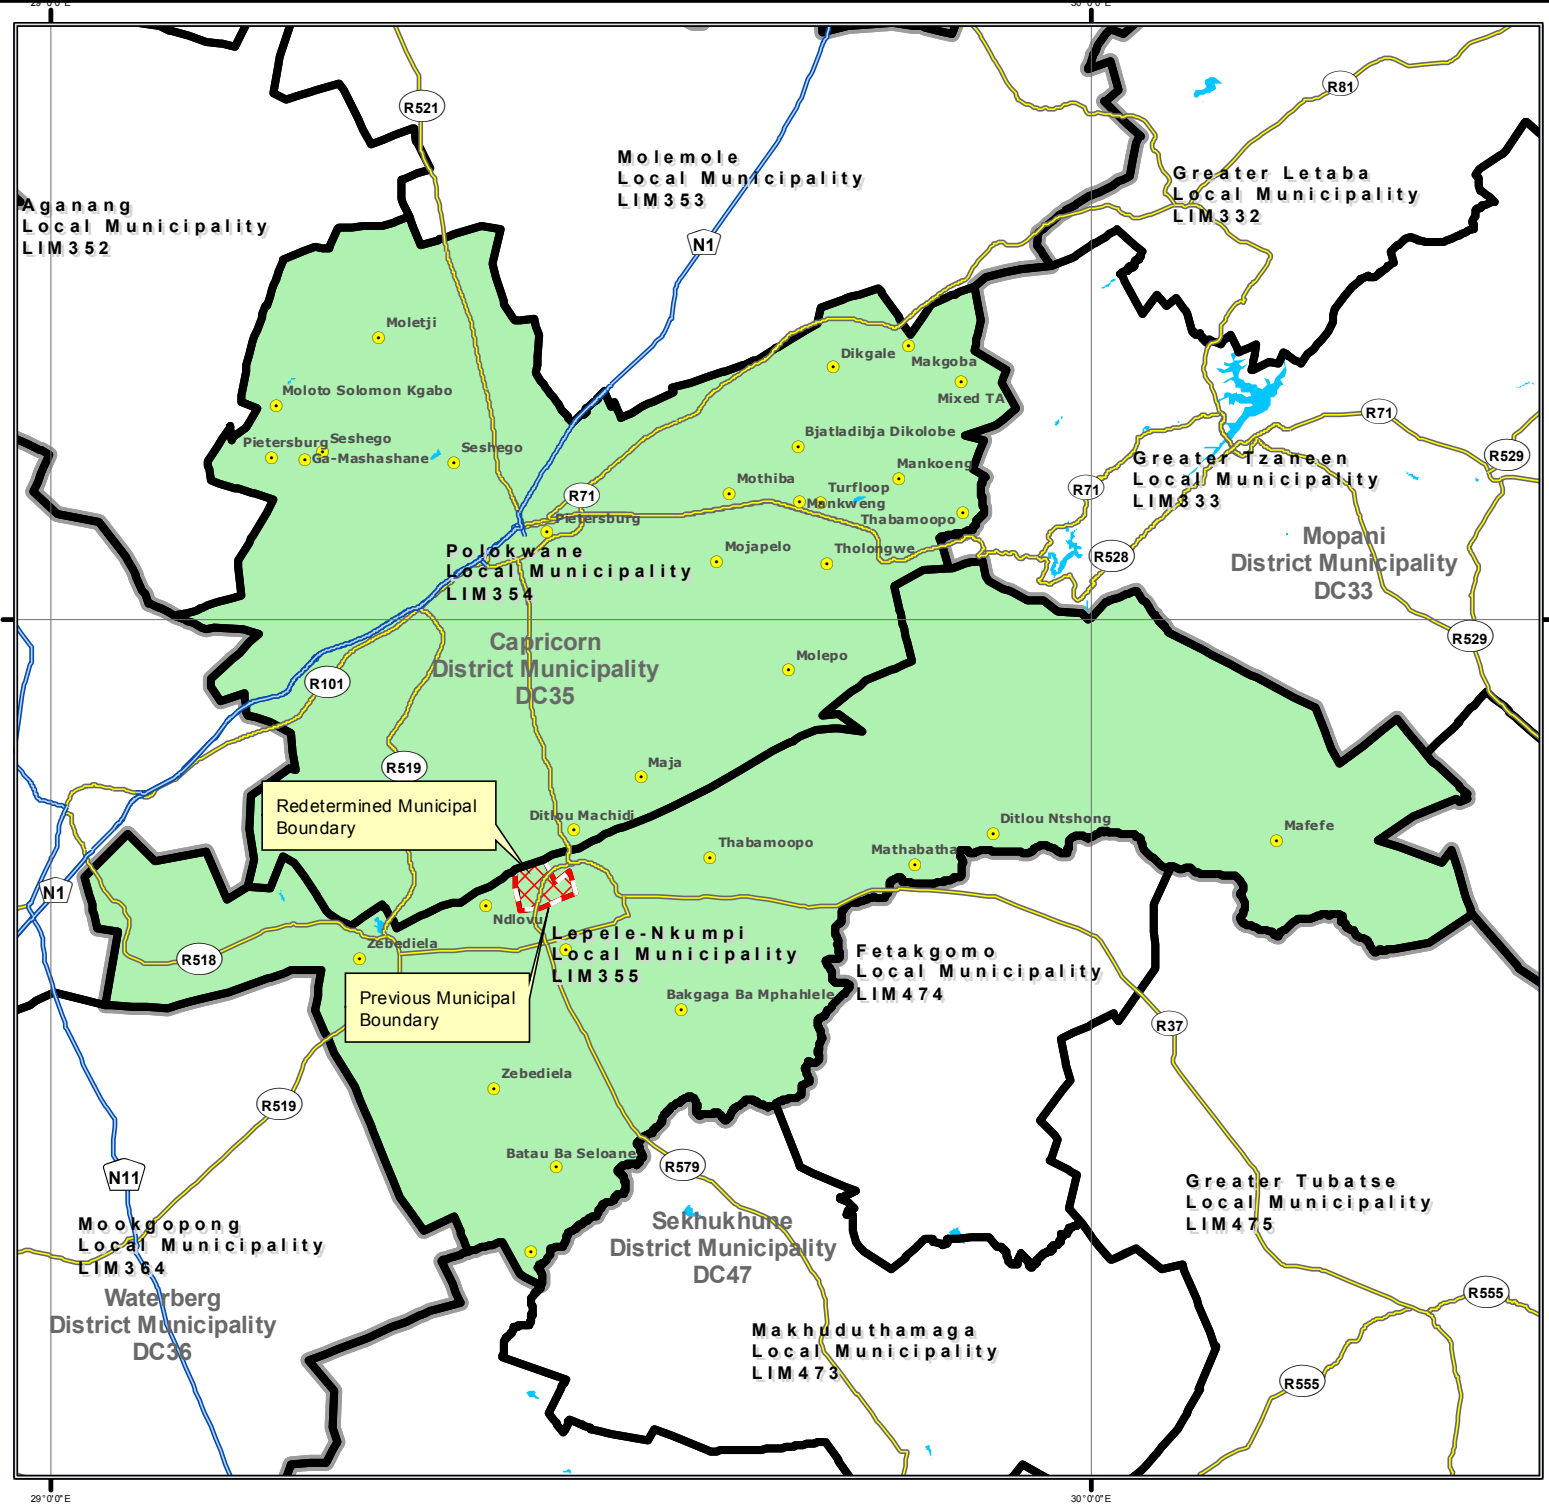 29°0'0"E
30°0'0"E
R81
R521
Molemole
Local Municipality
LIM353
Greater Letaba
Local Municipality
LIM332
Aganang
Local Municipality
LIM352
N1
Moletji
Dikgale
Makgoba
Moloto Solomon Kgabo
Mixed TA
R71
Bjatladibja Dikolobe
Pietersburg
Seshego
Ga-Mashashane
Seshego
R529
Greater Tzaneen
Local Municipality
LIM333
Mankoeng
Mothiba
Turfloop
Mankweng
R71
R71
Thabamoopo
Pietersburg
Mopani
District Municipality
DC33
Polokwane
Local Municipality
LIM354
Mojapelo
Tholongwe
R528
Capricorn
District Municipality
DC35
R529
Molepo
R101
Maja
R519
Redetermined Municipal
Boundary
Ditlou Machidi
Ditlou Ntshong
Mafefe
Thabamoopo
Mathabatha
N1
Ndlovu
Lepele-Nkumpi
Local Municipality
LIM355
Zebediela
R518
Fetakgomo
Local Municipality
LIM474
Previous Municipal
Boundary
Bakgaga Ba Mphahlele
R37
Zebediela
R519
Batau Ba Seloane
R579
N11
Greater Tubatse
Local Municipality
LIM475
Mookgopong
Local Municipality
LIM364
Sekhukhune
District Municipality
DC47
Waterberg
District Municipality
DC36
R555
Makhuduthamaga
Local Municipality
LIM473
R555
29°0'0"E
30°0'0"E